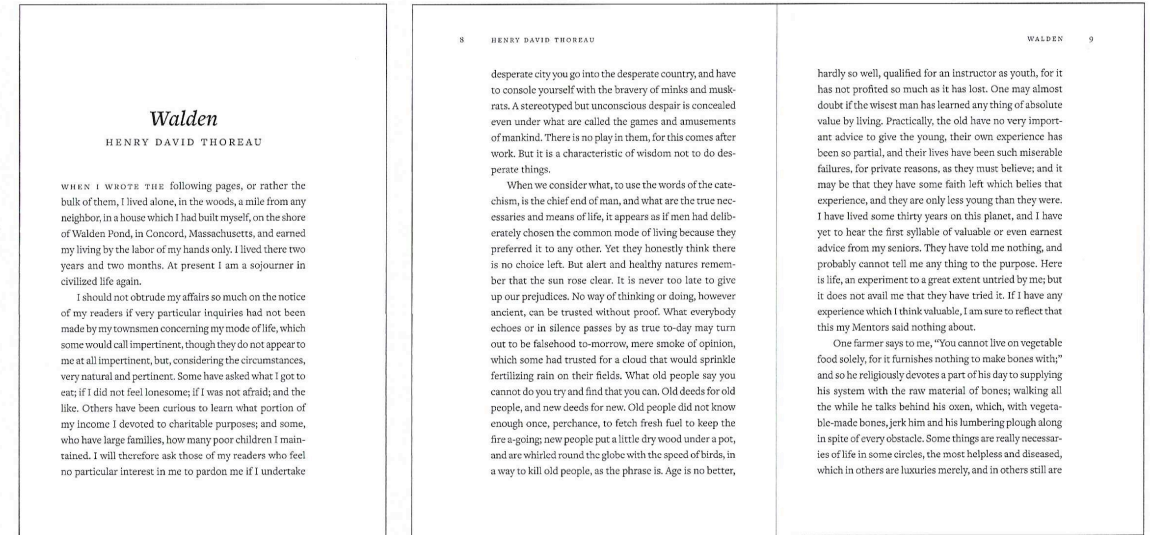 Walden
HENRY DAVID THOREAU
WHEN I WROTE THE following pages, or rather the
bulk of them, I lived alone, in the woods, a mile from any
neighbor, in a house which I had built myself, on the shore
of Walden Pond, in Concord, Massachusetts, and earned
my living by the labor of my hands only. I lived there two
years and two months. At present I am a sojourner in
civilized life again.
I should not obtrude my affairs so much on the notice
of my readers if very particular inquiries had not been
made by my townsmen concerning my mode of life, which
some would call impertinent, though they do not appear to
me at all impertinent, but, considering the circumstances,
very natural and pertinent. Some have asked what I got to
eat; if I did not feel lonesome; if I was not afraid; and the
like. Others have been curious to learn what portion of
my income I devoted to charitable purposes; and some,
who have large families, how many poor children I main-
tained. I will therefore ask those of my readers who feel
no particular interest in me to pardon me if I undertake
8 HENRY DAVID THOREAU
desperate city you go into the desperate country, and have
to console yourself with the bravery of minks and musk-
rats. A stereotyped but unconscious despair is concealed
even under what are called the games and amusements
of mankind. There is no play in them, for this comes after
work. But it is a characteristic of wisdom not to do des-
perate things.
When we consider what, to use the words of the cate-
chism, is the chief end of man, and what are the true nec-
essaries and means of life, it appears as if men had delib-
erately chosen the common mode of living because they
preferred it to any other. Yet they honestly think there
is no choice left. But alert and healthy natures remem-
ber that the sun rose clear. It is never too late to give
up our prejudices. No way of thinking or doing, however
ancient, can be trusted without proof. What everybody
echoes or in silence passes by as true to-day may turn
out to be falsehood to-morrow, mere smoke of opinion,
which some had trusted for a cloud that would sprinkle
fertilizing rain on their fields. What old people say you
cannot do you try and find that you can. Old deeds for old
people, and new deeds for new. Old people did not know
enough once, perchance, to fetch fresh fuel to keep the
fire a-going; new people put a little dry wood under a pot,
and are whirled round the globe with the speed of birds, in
a way to kill old people, as the phrase is. Age is no better,
WALDEN 9
hardly so well, qualified for an instructor as youth, for it
has not profited so much as it has lost. One may almost
doubt if the wisest man has learned any thing of absolute
value by living. Practically, the old have no very import-
ant advice to give the young, their own experience has
been so partial, and their lives have been such miserable
failures, for private reasons, as they must believe; and it
may be that they have some faith left which belies that
experience, and they are only less young than they were.
I have lived some thirty years on this planet, and I have
yet to hear the first syllable of valuable or even earnest
advice from my seniors. They have told me nothing, and
probably cannot tell me any thing to the purpose. Here
is life, an experiment to a great extent untried by me; but
it does not avail me that they have tried it. If I have any
experience which I think valuable, I am sure to reflect that
this my Mentors said nothing about.
One farmer says to me, “You cannot live on vegetable
food solely, for it furnishes nothing to make bones with;”
and so he religiously devotes a part of his day to supplying
his system with the raw material of bones; walking all
the while he talks behind his oxen, which, with vegeta-
ble-made bones, jerk him and his lumbering plough along
in spite of every obstacle. Some things are really necessar-
ies of life in some circles, the most helpless and diseased,
which in others are luxuries merely, and in others still are